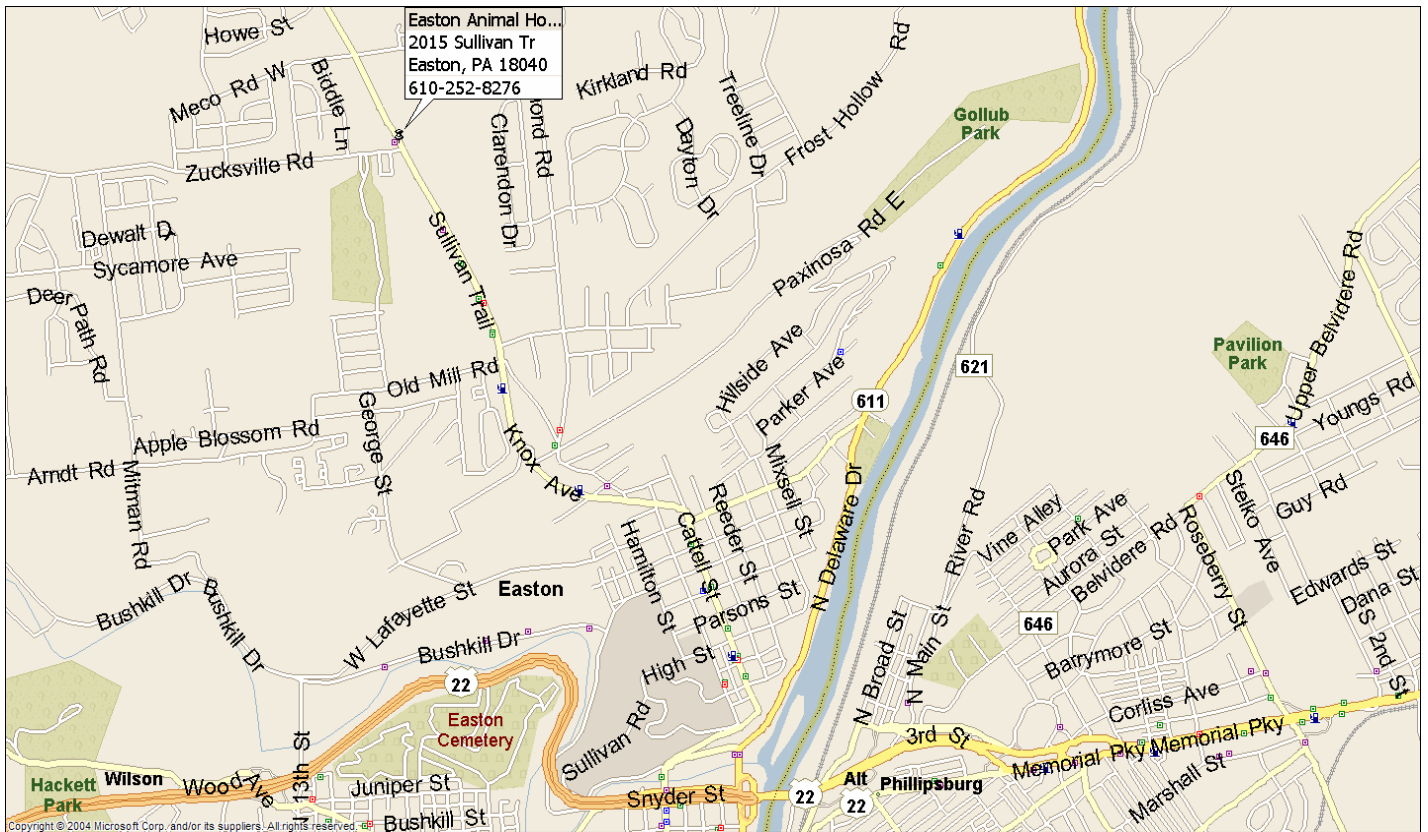 Easton Animal Ho...
2015 Sullivan Tr
Easton, PA 18040
610-252-8276
Howe St
Meco Rd W
Biddle Ln
Zucksville Rd
Clarendon Dr
ond Rd
Kirkland Rd
Dayton Dr
Treeline Dr
Frost Hollow Rd
Gollub
Park
Paxinosa Rd E
Dewalt D
Sycamore Ave
Deer Path Rd
Sullivan Trail
Old Mill Rd
Apple Blossom Rd
Arndt Rd
Mitman Rd
George St
Knox Ave
Hillside Ave
Parker Ave
611
621
Pavilion
Park
Upper Belvidere Rd
Youngs Rd
646
Mixsell St
Reeder St
Cattell St
Hamilton St
Parsons St
High St
N Delaware Dr
River Rd
Vine Alley
Park Ave
Aurora St
Belvidere Rd
Roseberry St
Stelko Ave
Guy Rd
Edwards St
Dana St
S 2nd St
646
Barrymore St
Corliss Ave
N Broad St
N Main St
Easton
W Lafayette St
Bushkill Dr
Bushkill Dr
Bushkill Dr
22
Easton
Cemetery
Sullivan Rd
3rd St
Memorial Pky
Memorial Pky
Marshall St
Hackett
Park
Wilson
Wood Ave
N 13th St
Juniper St
Bushkill St
Snyder St
22
Alt
22
Phillipsburg
Copyright © 2004 Microsoft Corp. and/or its suppliers. All rights reserved.